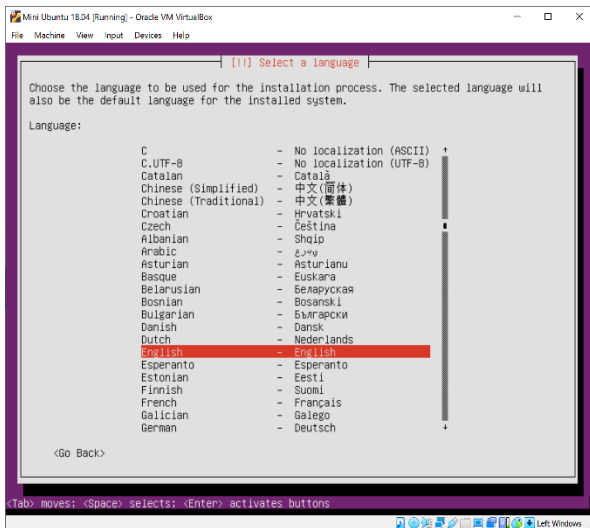 Mini Ubuntu 18.04 [Running] - Oracle VM VirtualBox
File Machine View Input Devices Help
[!!] Select a language
Choose the language to be used for the installation process. The selected language will
also be the default language for the installed system.
Language:
C - No localization (ASCII)
C.UTF-8 - No localization (UTF-8)
Catalan - Català
Chinese (Simplified) - 中文(简体)
Chinese (Traditional) - 中文(繁體)
Croatian - Hrvatski
Czech - Čeština
Albanian - Shqip
Arabic -
Asturian - Asturianu
Basque - Euskara
Belarusian - Беларуская
Bosnian - Bosanski
Bulgarian - Български
Danish - Dansk
Dutch - Nederlands
English - English
Esperanto - Esperanto
Estonian - Eesti
Finnish - Suomi
French - Français
Galician - Galego
German - Deutsch
<Go Back>
<Tab> moves; <Space> selects; <Enter> activates buttons
Left Windows